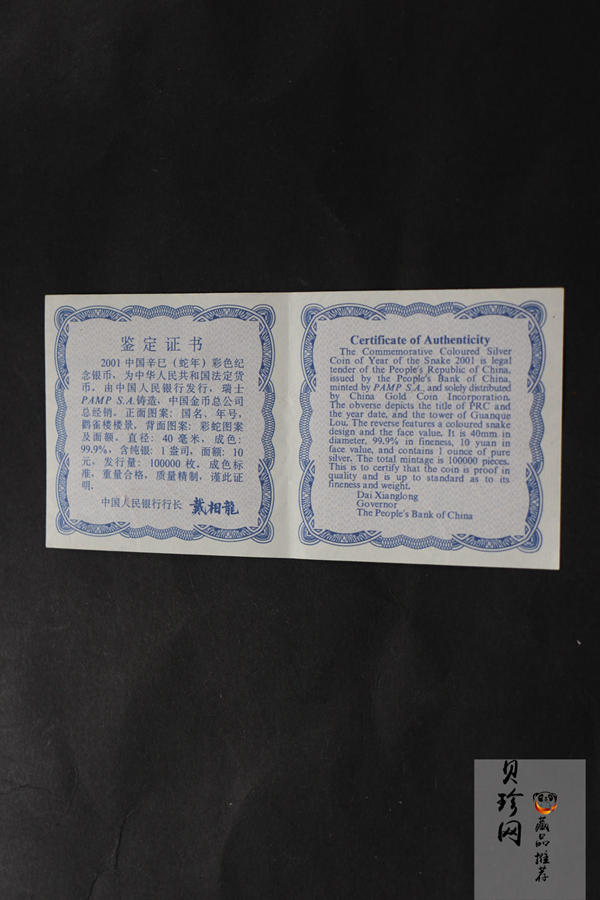 鉴定证书
2001 中国辛巳（蛇年）彩色纪
念银币，为中华人民共和国法定货
币，由中国人民银行发行，瑞士
PAMP S.A.铸造，中国金币总公司
总经销。正面图案：国名、年号，
鹳雀楼楼景，背面图案：彩蛇图案
及面额。直径：40 毫米，成色：
99.9%，含纯银：1 盎司，面额：10
元，发行量：100000 枚。成色标
准，重量合格，质量精制，谨此证
明。
中国人民银行行长 戴相龍
Certificate of Authenticity
The Commemorative Coloured Silver
Coin of Year of the Snake 2001 is legal
tender of the People's Republic of China,
issued by the People's Bank of China,
minted by PAMP S.A., and solely distributed
by China Gold Coin Incorporation.
The obverse depicts the title of PRC and
the year date, and the tower of Guanque
Lou. The reverse features a coloured snake
design and the face value. It is 40mm in
diameter, 99.9% in fineness, 10 yuan in
face value, and contains 1 ounce of pure
silver. The total mintage is 100000 pieces.
This is to certify that the coin is proof in
quality and is up to standard as to its
fineness and weight.
Dai Xianglong
Governor
The People's Bank of China
贝珍网
藏品推荐